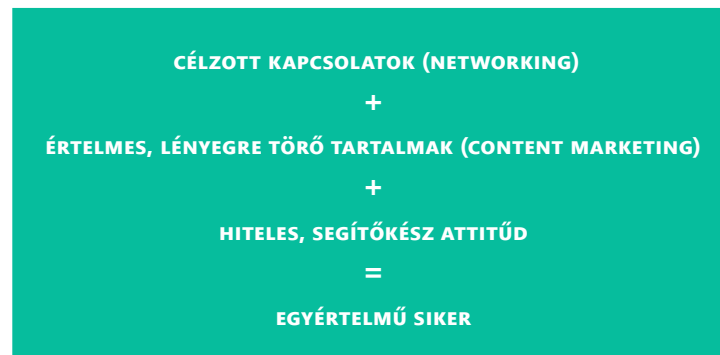 CÉLZOTT KAPCSOLATOK (NETWORKING)
+
ÉRTELMES, LÉNYEGRE TÖRŐ TARTALMAK (CONTENT MARKETING)
+
HITELES, SEGÍTŐKÉSZ ATTITŰD
=
EGYÉRTELMŰ SIKER